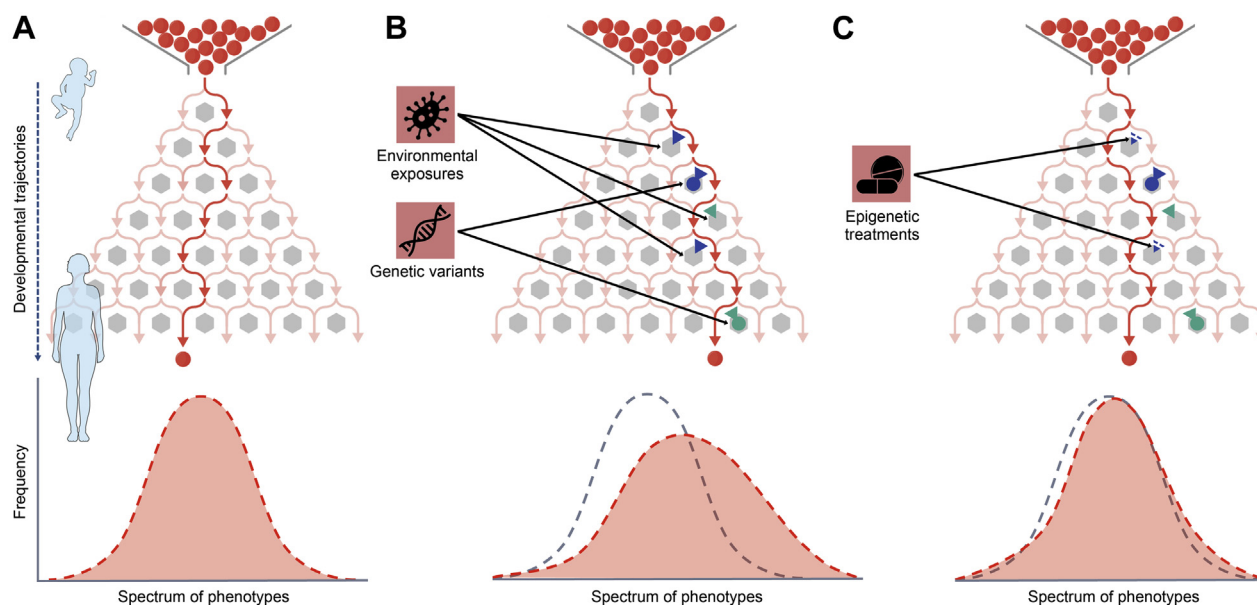 A
B
C
Developmental trajectories
Environmental
exposures
Genetic variants
Epigenetic
treatments
Frequency
Spectrum of phenotypes
Spectrum of phenotypes
Spectrum of phenotypes